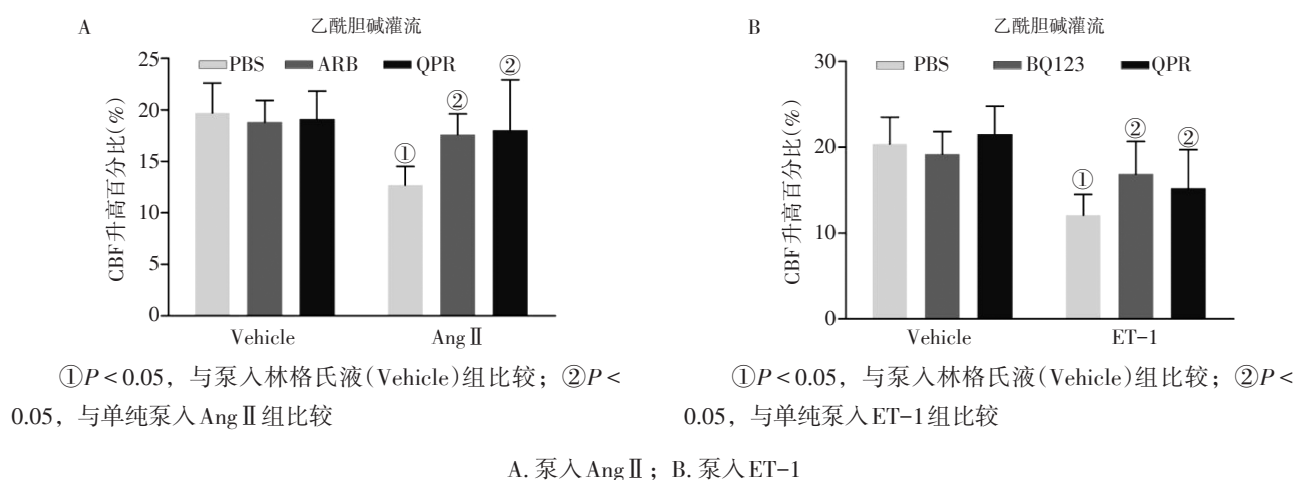 A
乙酰胆碱灌流
CBF升高百分比(%)
25
20
15
10
5
0
PBS ARB QPR
① ② ②
Vehicle AngⅡ
①P<0.05，与泵入林格氏液(Vehicle)组比较；②P<
0.05，与单纯泵入AngⅡ组比较
B
乙酰胆碱灌流
CBF升高百分比(%)
30
20
10
0
PBS BQ123 QPR
① ② ②
Vehicle ET-1
①P<0.05，与泵入林格氏液(Vehicle)组比较；②P<
0.05，与单纯泵入ET-1组比较
A. 泵入AngⅡ；B. 泵入ET-1